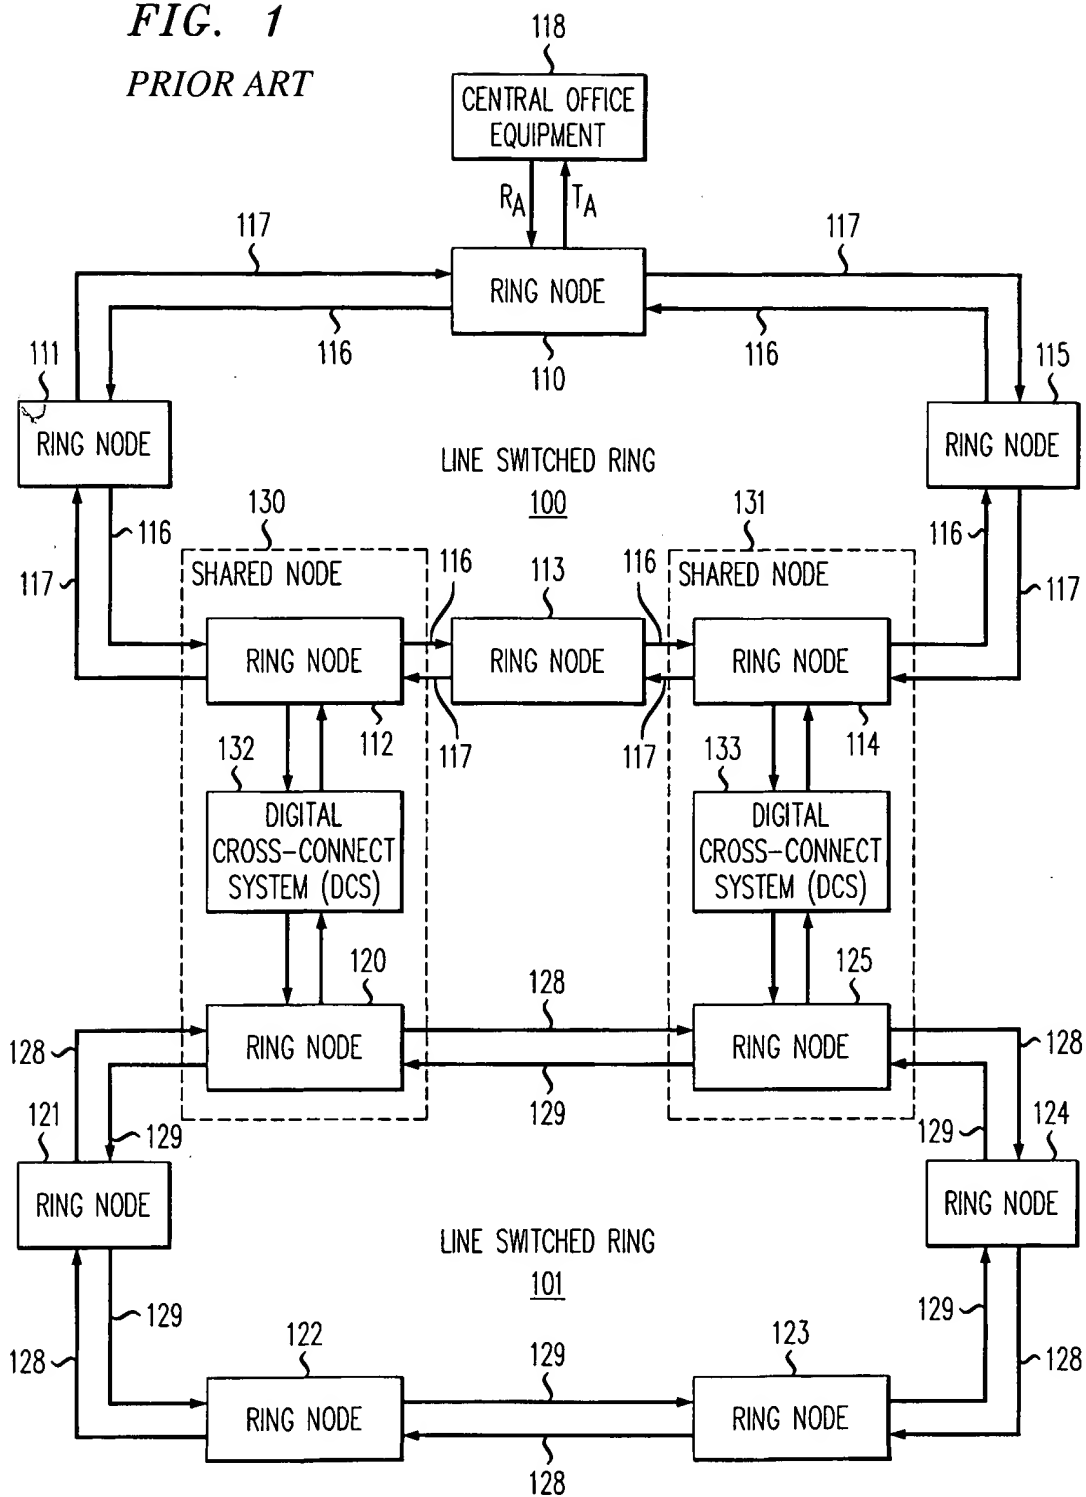 FIG. 1
PRIOR ART
118
CENTRAL OFFICE
EQUIPMENT
RA TA
117 117
RING NODE
116 116
110
111 115
RING NODE RING NODE
LINE SWITCHED RING
100
130 131
116 116
SHARED NODE 116 113 116 SHARED NODE
117 117
RING NODE RING NODE RING NODE
112 117 117 114
132 133
DIGITAL DIGITAL
CROSS-CONNECT CROSS-CONNECT
SYSTEM (DCS) SYSTEM (DCS)
120 128 125
RING NODE RING NODE
128 128
129
121 129 129 124
RING NODE RING NODE
LINE SWITCHED RING
101
129 129
122 129 123
128 128
RING NODE RING NODE
128